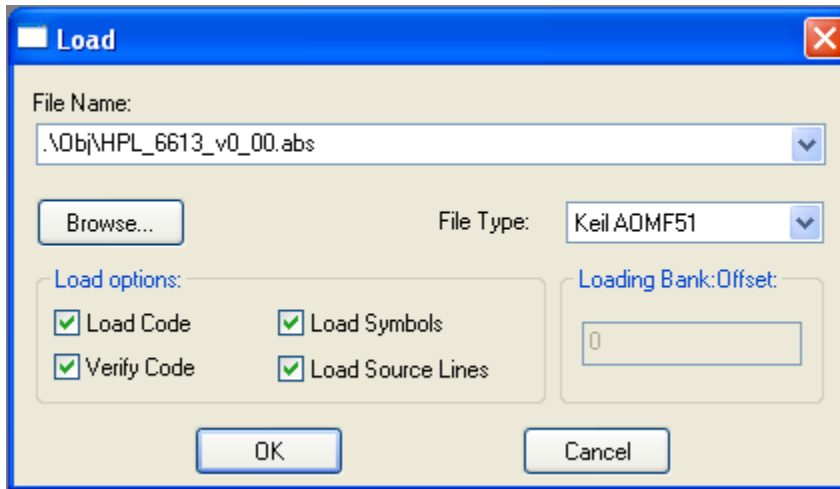 Load
File Name:
.\Obj\HPL_6613_v0_00.abs
Browse...
File Type:
Keil AOMF51
Load options:
Loading Bank:Offset:
Load Code
Load Symbols
0
Verify Code
Load Source Lines
OK
Cancel